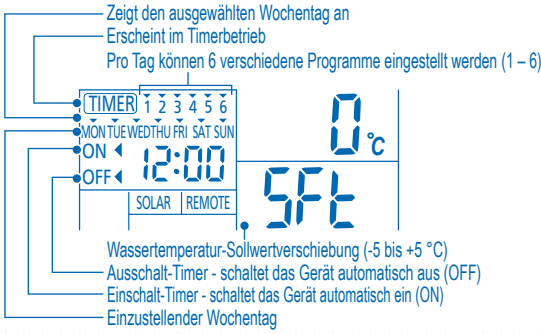 Zeigt den ausgewählten Wochentag an
Erscheint im Timerbetrieb
Pro Tag können 6 verschiedene Programme eingestellt werden (1 – 6)
TIMER 1 2 3 4 5 6
MON TUE WED THU FRI SAT SUN
ON 12:00
OFF
SOLAR REMOTE
0 °C
.SFt
Wassertemperatur-Sollwertverschiebung (-5 bis +5 °C)
Ausschalt-Timer - schaltet das Gerät automatisch aus (OFF)
Einschalt-Timer - schaltet das Gerät automatisch ein (ON)
Einzustellender Wochentag